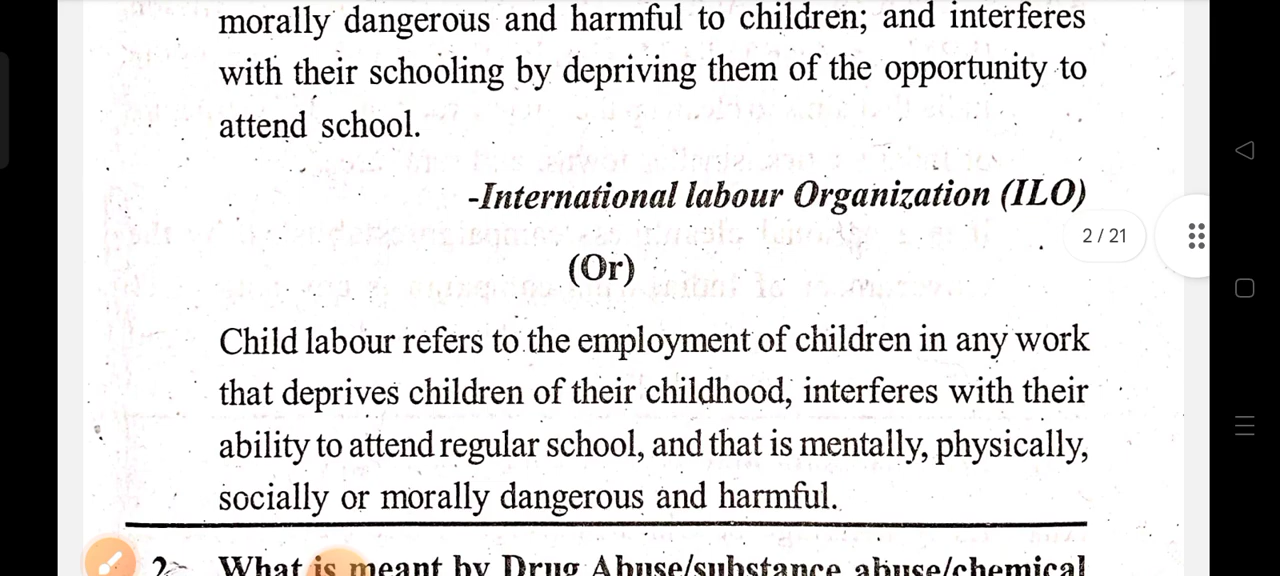 morally dangerous and harmful to children; and interferes
with their schooling by depriving them of the opportunity to
attend school.
-International labour Organization (ILO)
2 / 21
(Or)
Child labour refers to the employment of children in any work
that deprives children of their childhood, interferes with their
ability to attend regular school, and that is mentally, physically,
socially or morally dangerous and harmful.
2. What is meant by Drug Abuse/substance abuse/chemical